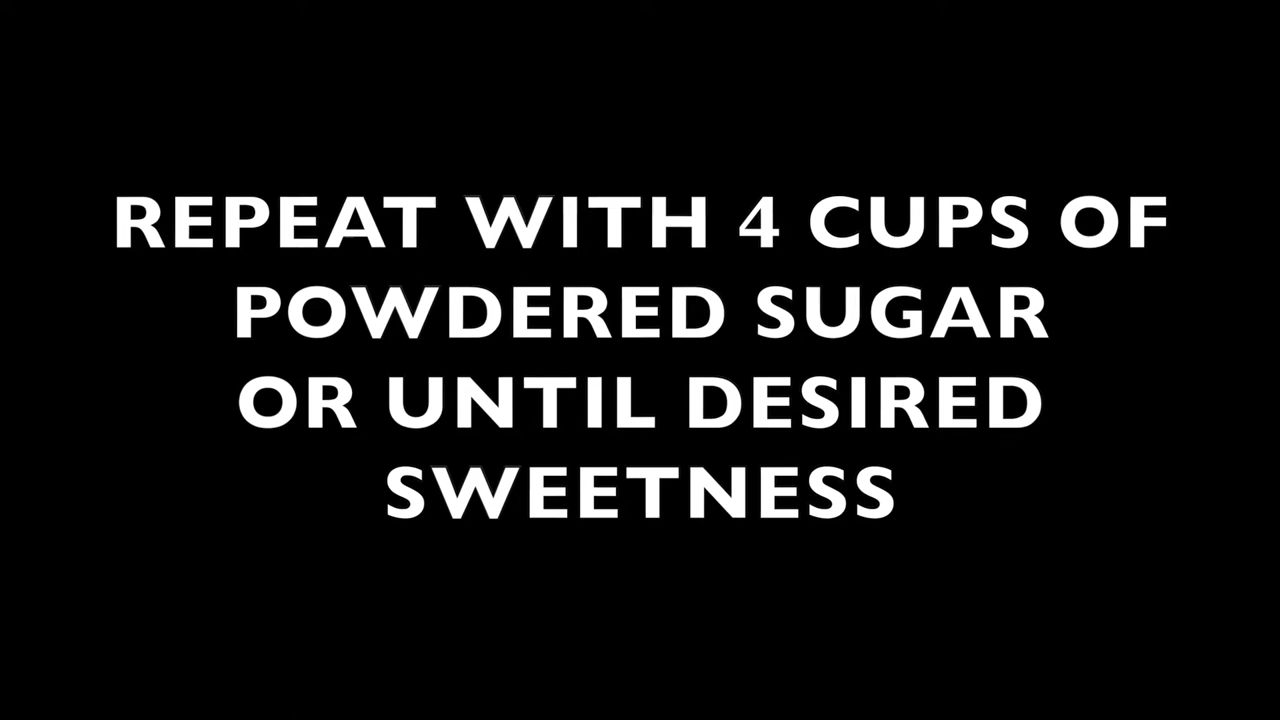 REPEAT WITH 4 CUPS OF
POWDERED SUGAR
OR UNTIL DESIRED
SWEETNESS